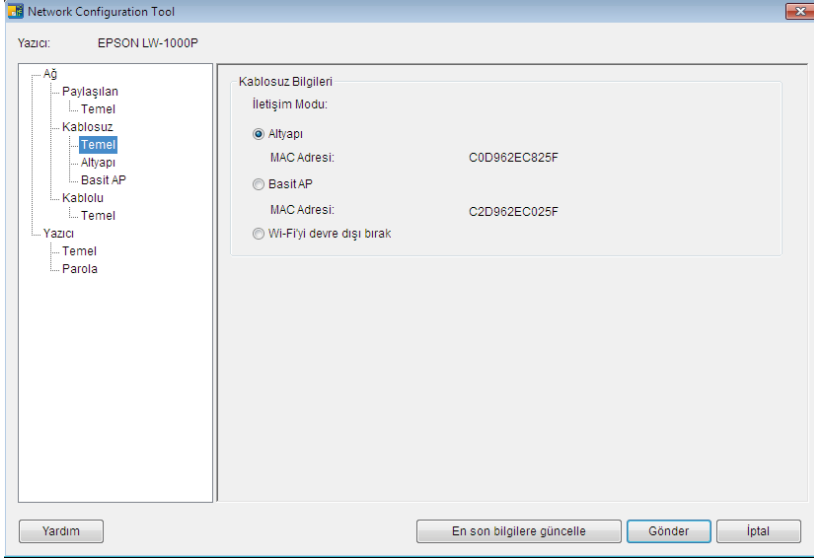 Network Configuration Tool
Yazıcı: EPSON LW-1000P
Ağ
Paylaşılan
Temel
Kablosuz
Temel
Altyapı
Basit AP
Kablolu
Temel
Yazıcı
Temel
Parola
Kablosuz Bilgileri
İletişim Modu:
Altyapı
MAC Adresi: C0D962EC825F
Basit AP
MAC Adresi: C2D962EC025F
Wi-Fi'yi devre dışı bırak
Yardım
En son bilgilere güncelle
Gönder
İptal